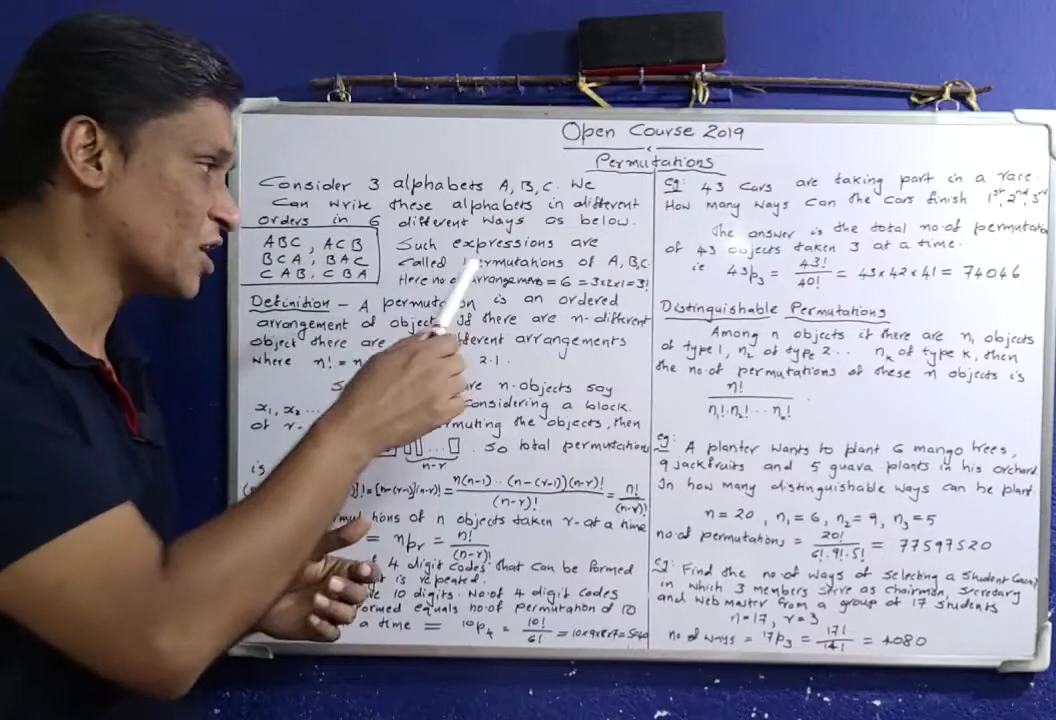 Open Course 2019
Permutations
Consider 3 alphabets A, B, C. We
Can write these alphabets in different
orders in 6 different ways as below.
ABC, ACB
BCA, BAC
CAB, CBA
Such expressions are
called permutations of A, B, C.
Here no of arrangements = 6 = 3x2x1 = 3!
Definition - A permutation is an ordered
arrangement of object If there are n-different
object there are different arrangements
where n! = 2.1.
are n.objects say
x₁, x₂ ... considering a block.
of r- muting the objects, then
... n-r so total permutations
is
]! = [n-(r-1)](n-r)! = n(n-1)..(n-(r-1))(n-r)! / (n-r)! = n!/(n-r)!
tions of n objects taken r-at a time
= nPr = n!/(n-r)!
4 digit codes that can be formed
is repeated.
10 digits. No.of 4 digit codes
formed equals no.of permutation of 10
a time = 10P4 = 10!/6! = 10x9x8x7 = 5040
Eg: 43 cars are taking part in a race.
How many ways can the cars finish 1st, 2nd, 3rd
The answer is the total no.of permutation
of 43 objects taken 3 at a time.
ie 43P3 = 43!/40! = 43x42x41 = 74046
Distinguishable Permutations
Among n objects if there are n₁ objects
of type 1, n₂ of type 2... nₖ of type k, then
the no.of permutations of these n objects is
n!/n₁! n₂! ... nₖ! .
eg: A planter wants to plant 6 mango trees,
9 jackfruits and 5 guava plants in his orchard
In how many distinguishable ways can be plant
n = 20, n₁ = 6, n₂ = 9, n₃ = 5
no.of permutations = 20!/6!.9!.5! = 77597520
Eg: Find the no.of ways of selecting a student
in which 3 members serve as chairman, secredary
and web master from a group of 17 students
n = 17, r = 3
no of ways = 17P3 = 17!/14! = 4080